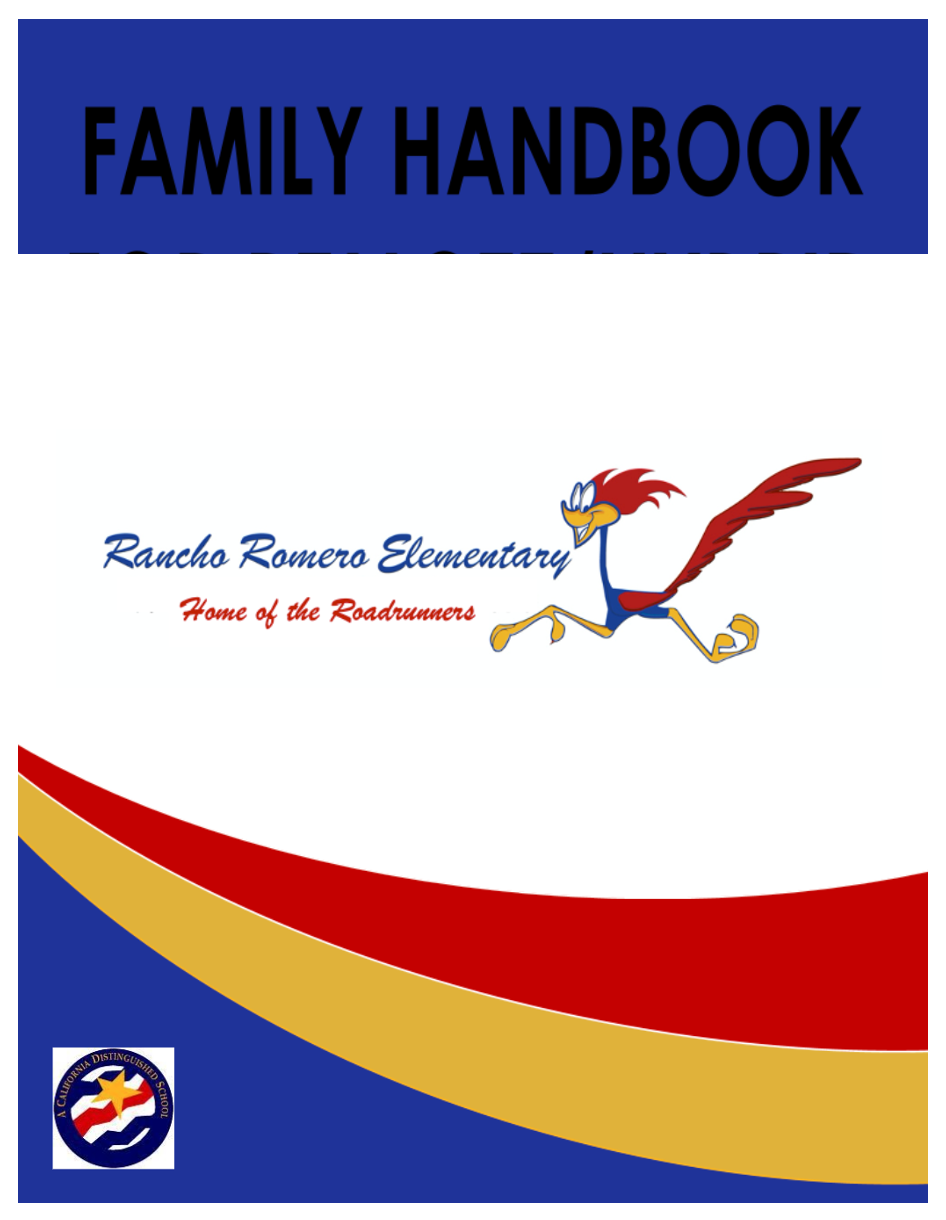 FAMILY HANDBOOK
Rancho Romero Elementary
Home of the Roadrunners
A CALIFORNIA DISTINGUISHED SCHOOL